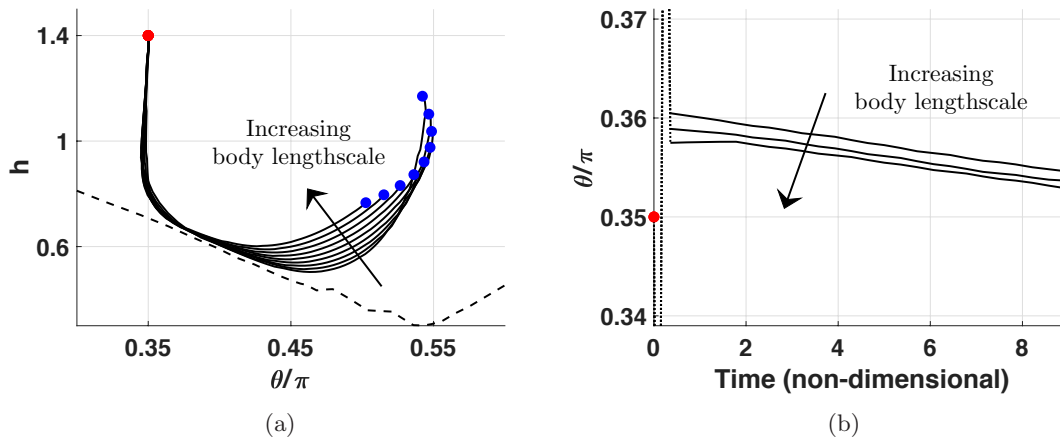 1.4
1
0.6
h
Increasing
body lengthscale
0.35
0.45
0.55
θ/π
(a)
0.37
0.36
0.35
0.34
θ/π
Increasing
body lengthscale
0
2
4
6
8
Time (non-dimensional)
(b)